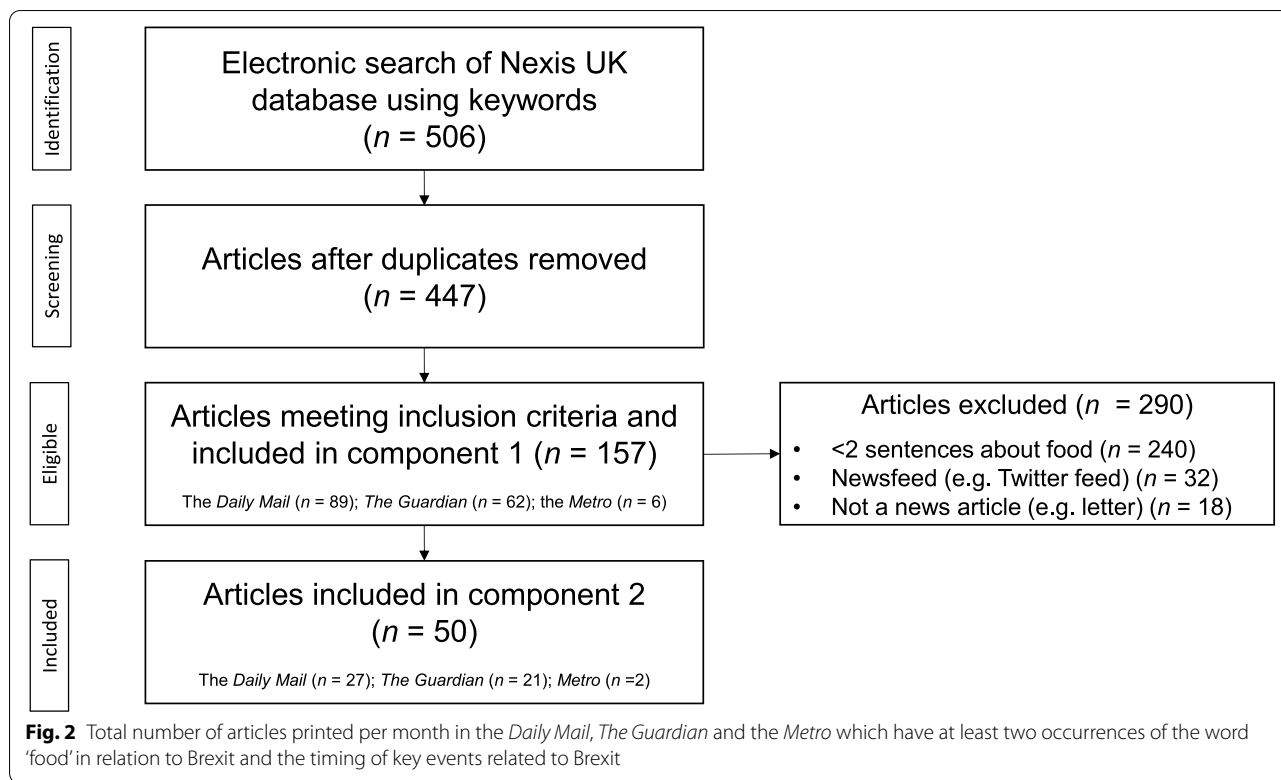 Identification
Electronic search of Nexis UK
database using keywords
(n = 506)
Screening
Articles after duplicates removed
(n = 447)
Eligible
Articles meeting inclusion criteria and
included in component 1 (n = 157)
The Daily Mail (n = 89); The Guardian (n = 62); the Metro (n = 6)
Articles excluded (n = 290)
• <2 sentences about food (n = 240)
• Newsfeed (e.g. Twitter feed) (n = 32)
• Not a news article (e.g. letter) (n = 18)
Included
Articles included in component 2
(n = 50)
The Daily Mail (n = 27); The Guardian (n = 21); Metro (n =2)
Fig. 2 Total number of articles printed per month in the Daily Mail, The Guardian and the Metro which have at least two occurrences of the word
‘food’ in relation to Brexit and the timing of key events related to Brexit